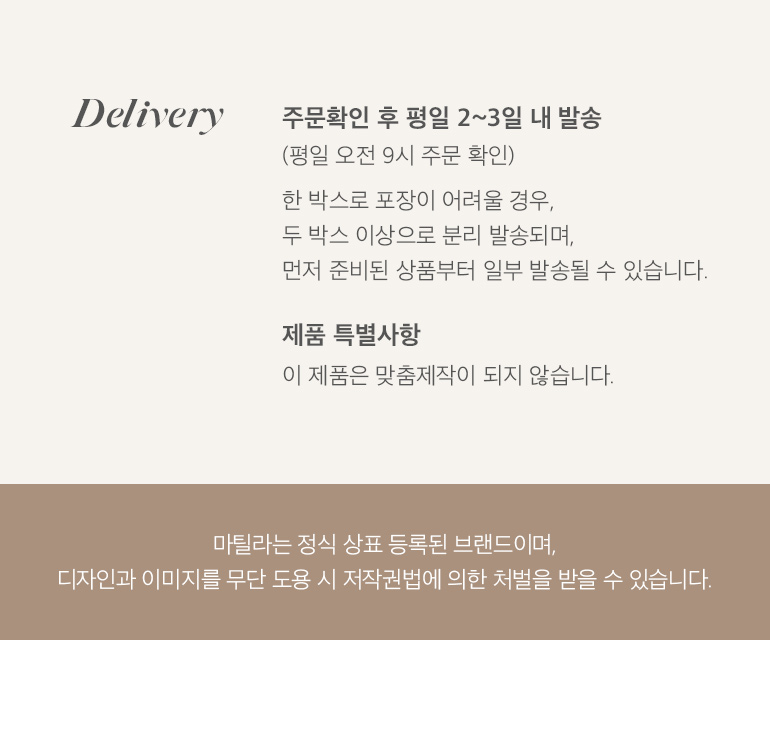 Delivery
주문확인 후 평일 2~3일 내 발송
(평일 오전 9시 주문 확인)
한 박스로 포장이 어려울 경우,
두 박스 이상으로 분리 발송되며,
먼저 준비된 상품부터 일부 발송될 수 있습니다.
제품 특별사항
이 제품은 맞춤제작이 되지 않습니다.
마틸라는 정식 상표 등록된 브랜드이며,
디자인과 이미지를 무단 도용 시 저작권법에 의한 처벌을 받을 수 있습니다.